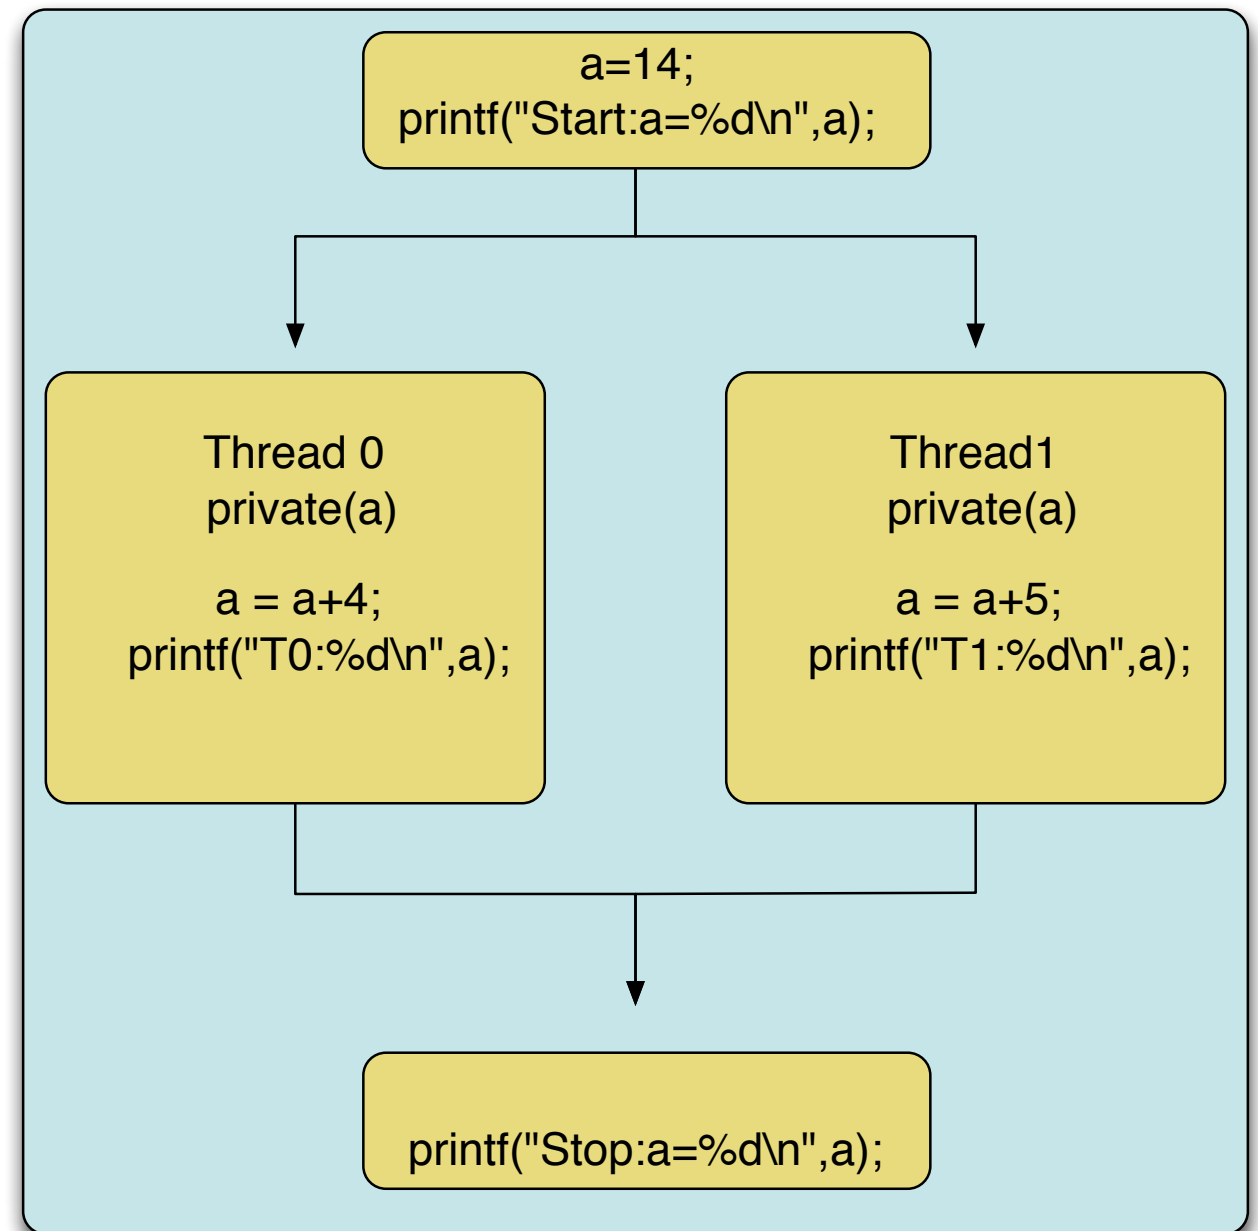 a=14;
printf("Start:a=%d\n",a);
Thread 0
private(a)
a = a+4;
printf("T0:%d\n",a);
Thread1
private(a)
a = a+5;
printf("T1:%d\n",a);
printf("Stop:a=%d\n",a);